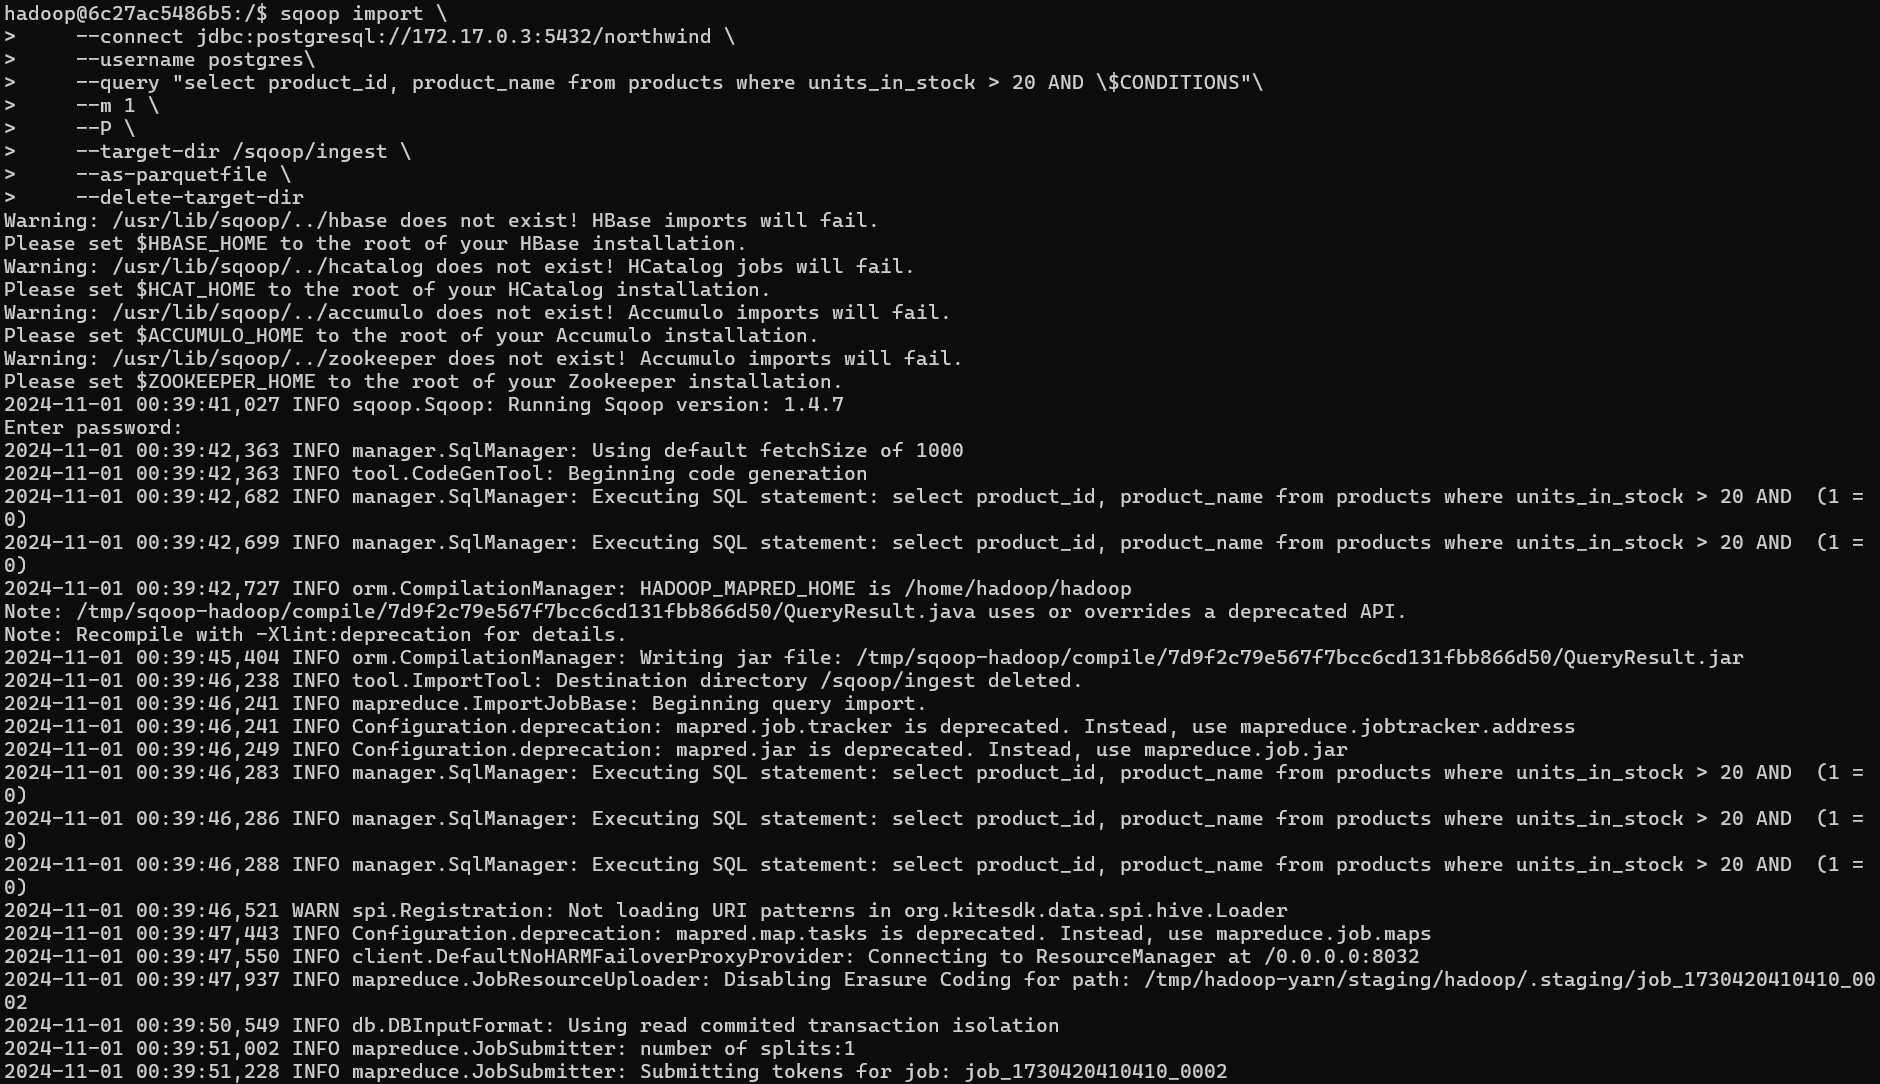 hadoop@6c27ac5486b5:/$ sqoop import \
>     --connect jdbc:postgresql://172.17.0.3:5432/northwind \
>     --username postgres\
>     --query "select product_id, product_name from products where units_in_stock > 20 AND \$CONDITIONS"\
>     --m 1 \
>     --P \
>     --target-dir /sqoop/ingest \
>     --as-parquetfile \
>     --delete-target-dir
Warning: /usr/lib/sqoop/../hbase does not exist! HBase imports will fail.
Please set $HBASE_HOME to the root of your HBase installation.
Warning: /usr/lib/sqoop/../hcatalog does not exist! HCatalog jobs will fail.
Please set $HCAT_HOME to the root of your HCatalog installation.
Warning: /usr/lib/sqoop/../accumulo does not exist! Accumulo imports will fail.
Please set $ACCUMULO_HOME to the root of your Accumulo installation.
Warning: /usr/lib/sqoop/../zookeeper does not exist! Accumulo imports will fail.
Please set $ZOOKEEPER_HOME to the root of your Zookeeper installation.
2024-11-01 00:39:41,027 INFO sqoop.Sqoop: Running Sqoop version: 1.4.7
Enter password:
2024-11-01 00:39:42,363 INFO manager.SqlManager: Using default fetchSize of 1000
2024-11-01 00:39:42,363 INFO tool.CodeGenTool: Beginning code generation
2024-11-01 00:39:42,682 INFO manager.SqlManager: Executing SQL statement: select product_id, product_name from products where units_in_stock > 20 AND  (1 =
0)
2024-11-01 00:39:42,699 INFO manager.SqlManager: Executing SQL statement: select product_id, product_name from products where units_in_stock > 20 AND  (1 =
0)
2024-11-01 00:39:42,727 INFO orm.CompilationManager: HADOOP_MAPRED_HOME is /home/hadoop/hadoop
Note: /tmp/sqoop-hadoop/compile/7d9f2c79e567f7bcc6cd131fbb866d50/QueryResult.java uses or overrides a deprecated API.
Note: Recompile with -Xlint:deprecation for details.
2024-11-01 00:39:45,404 INFO orm.CompilationManager: Writing jar file: /tmp/sqoop-hadoop/compile/7d9f2c79e567f7bcc6cd131fbb866d50/QueryResult.jar
2024-11-01 00:39:46,238 INFO tool.ImportTool: Destination directory /sqoop/ingest deleted.
2024-11-01 00:39:46,241 INFO mapreduce.ImportJobBase: Beginning query import.
2024-11-01 00:39:46,241 INFO Configuration.deprecation: mapred.job.tracker is deprecated. Instead, use mapreduce.jobtracker.address
2024-11-01 00:39:46,249 INFO Configuration.deprecation: mapred.jar is deprecated. Instead, use mapreduce.job.jar
2024-11-01 00:39:46,283 INFO manager.SqlManager: Executing SQL statement: select product_id, product_name from products where units_in_stock > 20 AND  (1 =
0)
2024-11-01 00:39:46,286 INFO manager.SqlManager: Executing SQL statement: select product_id, product_name from products where units_in_stock > 20 AND  (1 =
0)
2024-11-01 00:39:46,288 INFO manager.SqlManager: Executing SQL statement: select product_id, product_name from products where units_in_stock > 20 AND  (1 =
0)
2024-11-01 00:39:46,521 WARN spi.Registration: Not loading URI patterns in org.kitesdk.data.spi.hive.Loader
2024-11-01 00:39:47,443 INFO Configuration.deprecation: mapred.map.tasks is deprecated. Instead, use mapreduce.job.maps
2024-11-01 00:39:47,550 INFO client.DefaultNoHARMFailoverProxyProvider: Connecting to ResourceManager at /0.0.0.0:8032
2024-11-01 00:39:47,937 INFO mapreduce.JobResourceUploader: Disabling Erasure Coding for path: /tmp/hadoop-yarn/staging/hadoop/.staging/job_1730420410410_00
02
2024-11-01 00:39:50,549 INFO db.DBInputFormat: Using read commited transaction isolation
2024-11-01 00:39:51,002 INFO mapreduce.JobSubmitter: number of splits:1
2024-11-01 00:39:51,228 INFO mapreduce.JobSubmitter: Submitting tokens for job: job_1730420410410_0002